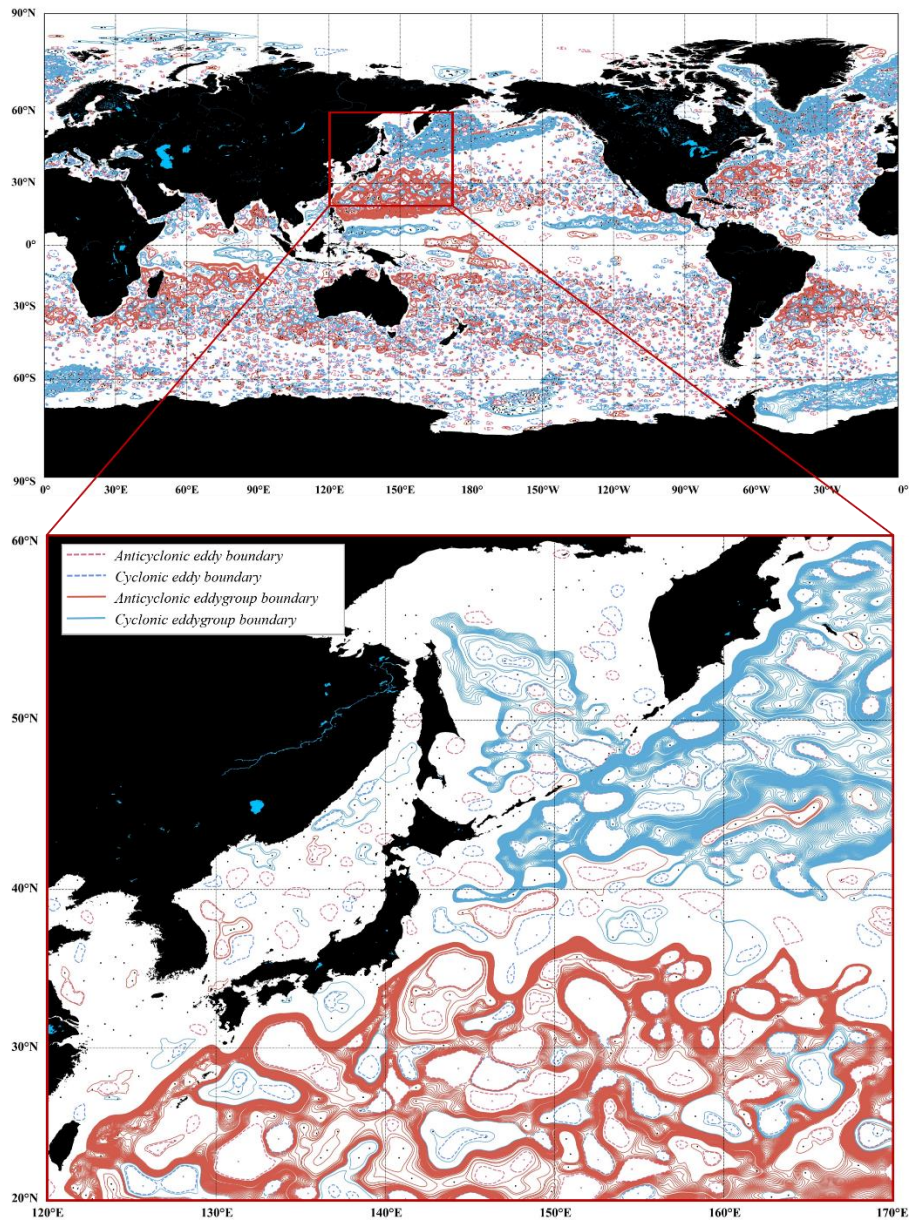 90°N
60°N
30°N
0°
30°S
60°S
90°S
0° 30°E 60°E 90°E 120°E 150°E 180° 150°W 120°W 90°W 60°W 30°W 0°
60°N
Anticyclonic eddy boundary
Cyclonic eddy boundary
Anticyclonic eddygroup boundary
Cyclonic eddygroup boundary
50°N
40°N
30°N
20°N
120°E 130°E 140°E 150°E 160°E 170°E